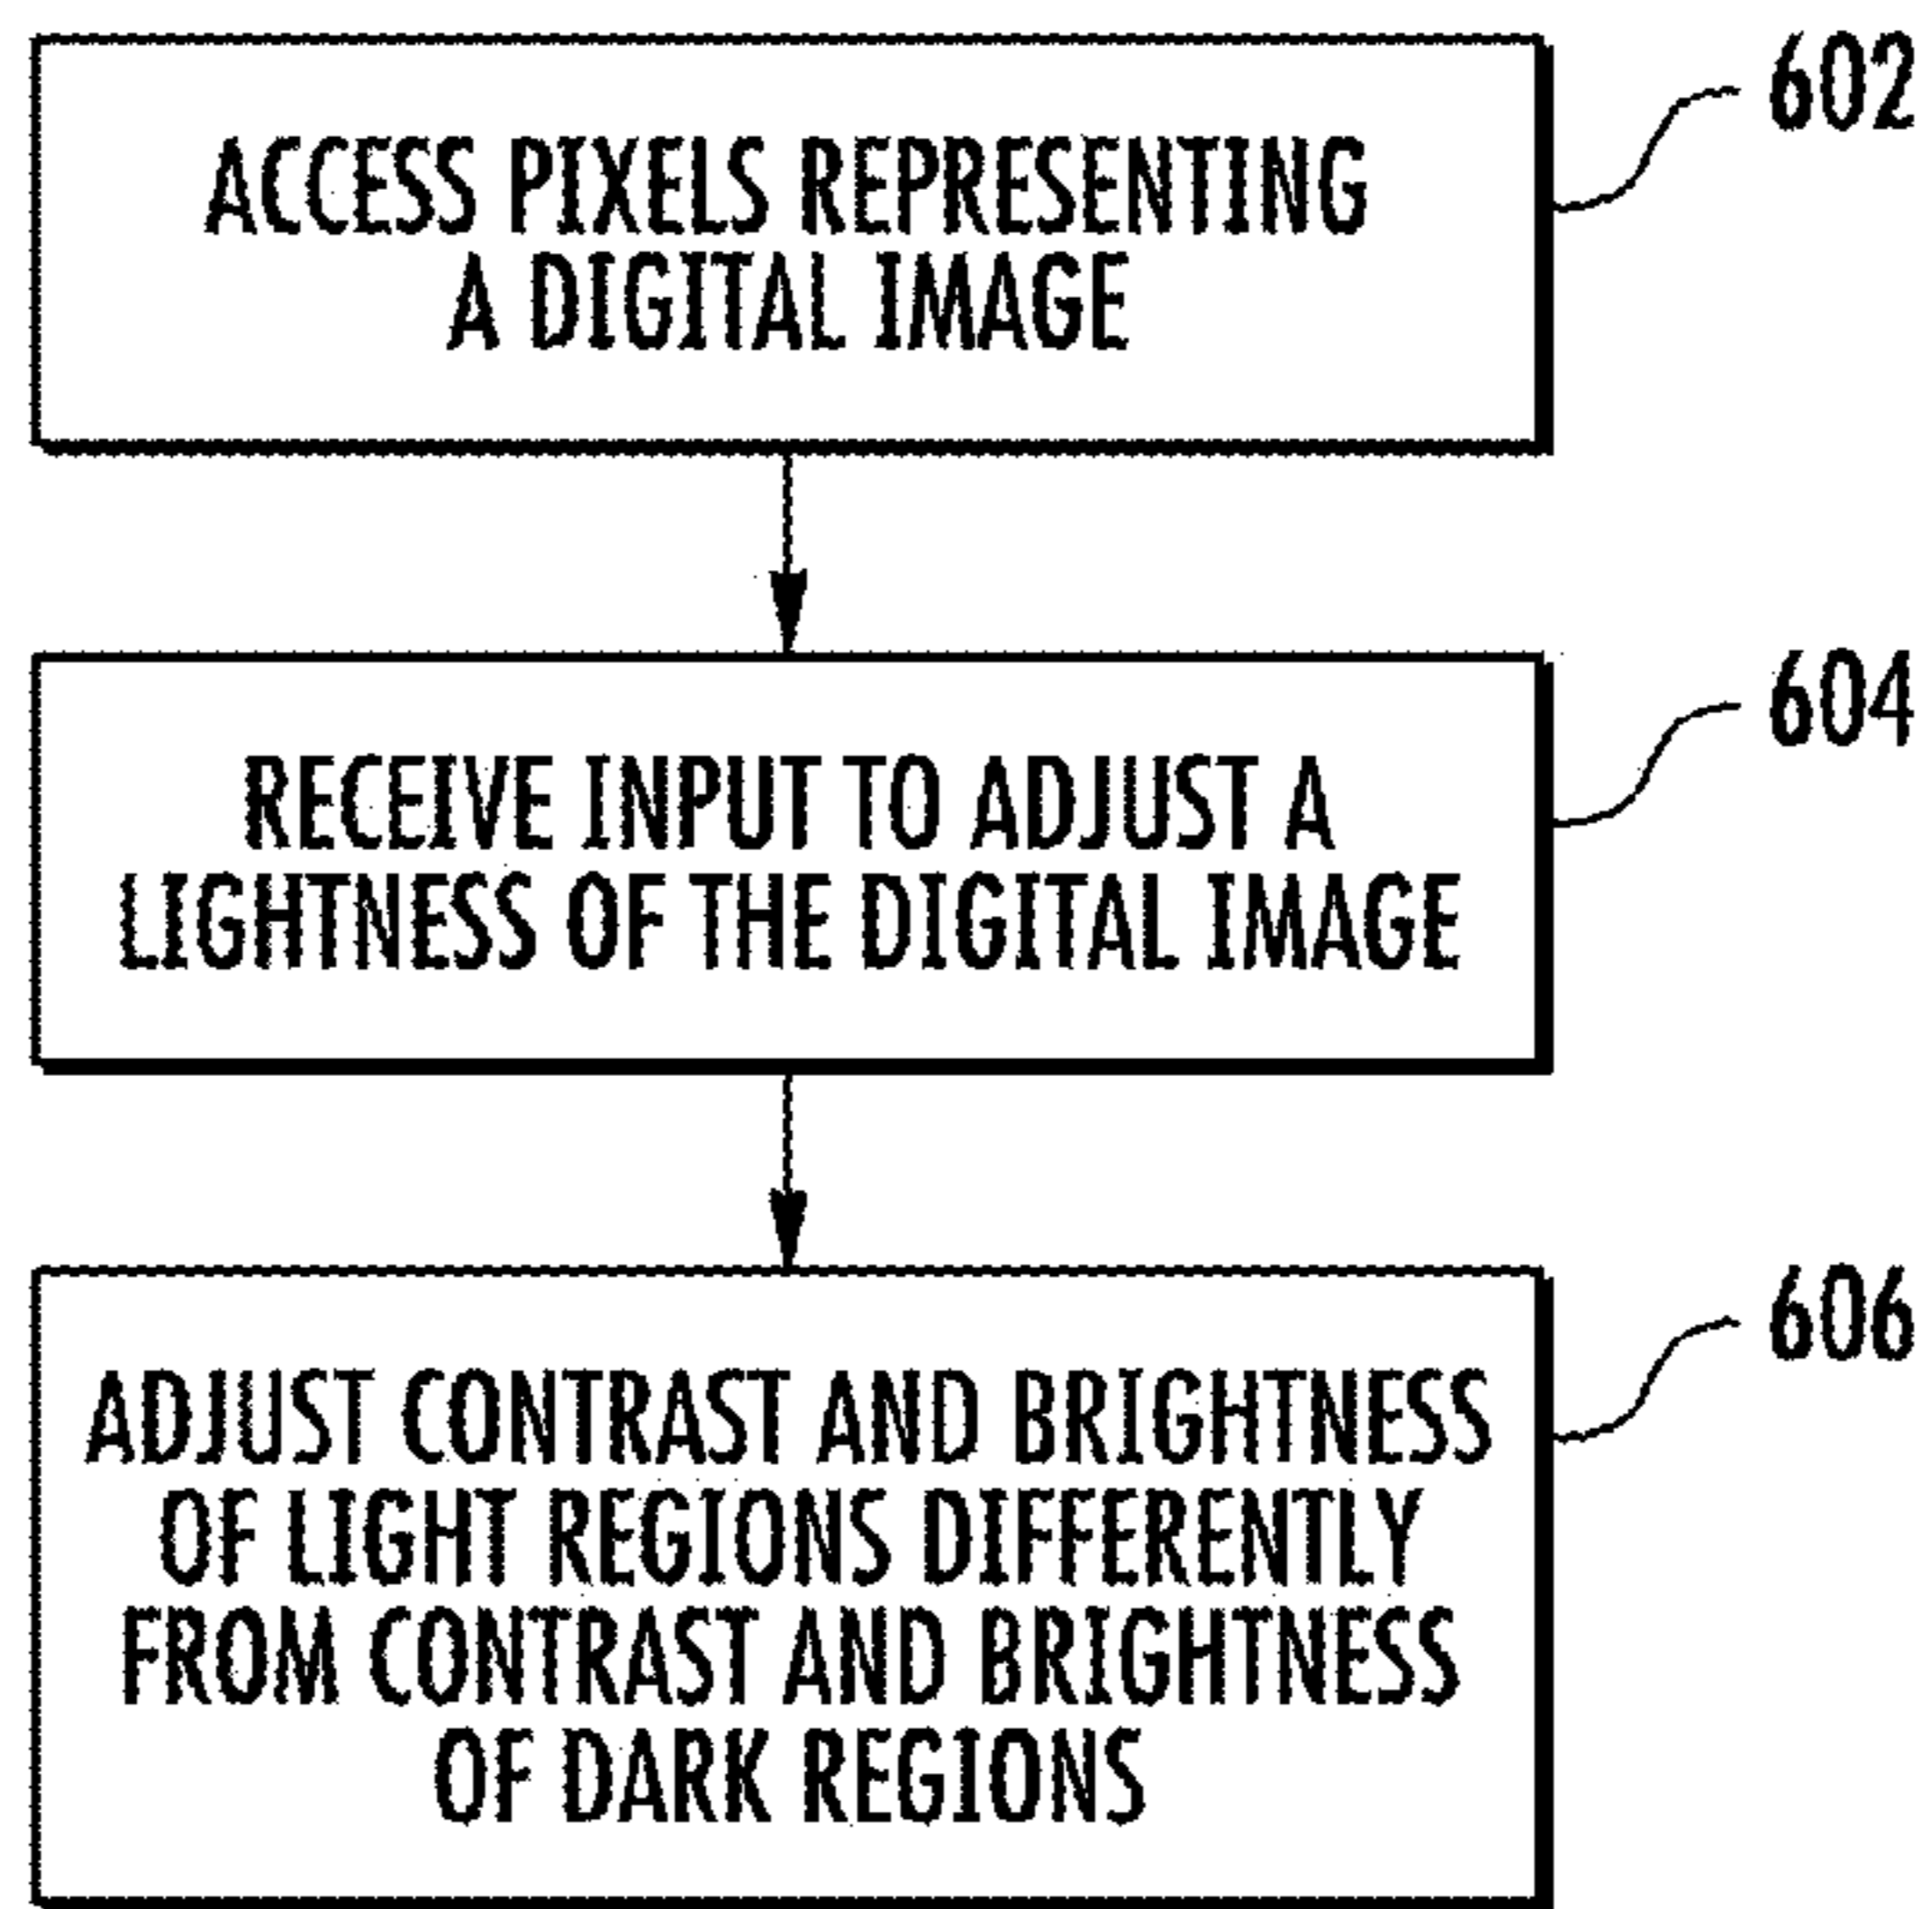 602
ACCESS PIXELS REPRESENTING
A DIGITAL IMAGE
604
RECEIVE INPUT TO ADJUST A
LIGHTNESS OF THE DIGITAL IMAGE
606
ADJUST CONTRAST AND BRIGHTNESS
OF LIGHT REGIONS DIFFERENTLY
FROM CONTRAST AND BRIGHTNESS
OF DARK REGIONS